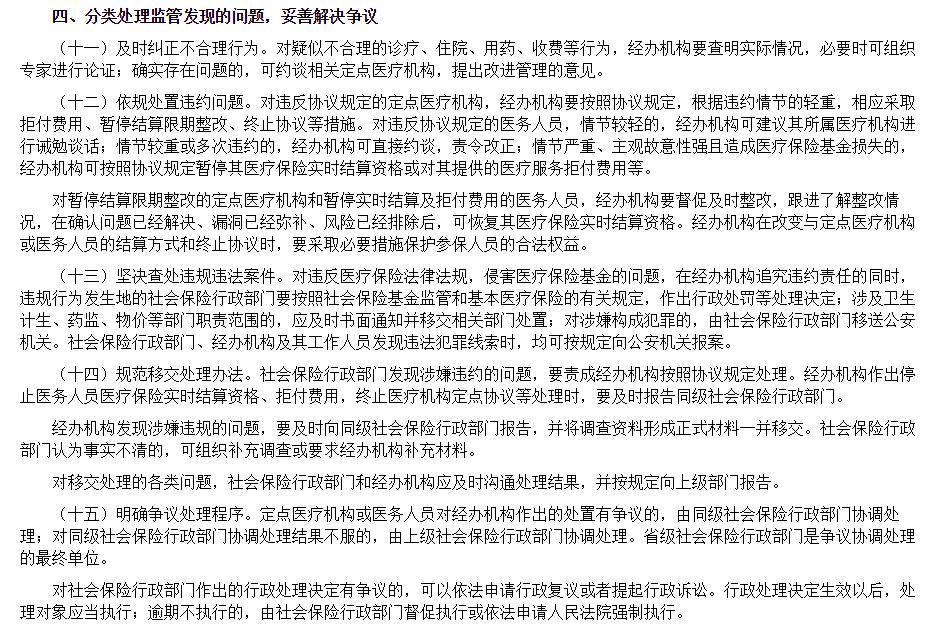 四、分类处理监管发现的问题，妥善解决争议
（十一）及时纠正不合理行为。对疑似不合理的诊疗、住院、用药、收费等行为，经办机构要查明实际情况，必要时可组织
专家进行论证；确实存在问题的，可约谈相关定点医疗机构，提出改进管理的意见。
（十二）依规处置违约问题。对违反协议规定的定点医疗机构，经办机构要按照协议规定，根据违约情节的轻重，相应采取
拒付费用、暂停结算限期整改、终止协议等措施。对违反协议规定的医务人员，情节较轻的，经办机构可建议其所属医疗机构进
行诫勉谈话；情节较重或多次违约的，经办机构可直接约谈，责令改正；情节严重、主观故意性强且造成医疗保险基金损失的，
经办机构可按照协议规定暂停其医疗保险实时结算资格或对其提供的医疗服务拒付费用等。
对暂停结算限期整改的定点医疗机构和暂停实时结算及拒付费用的医务人员，经办机构要督促及时整改，跟进了解整改情
况，在确认问题已经解决、漏洞已经弥补、风险已经排除后，可恢复其医疗保险实时结算资格。经办机构在改变与定点医疗机构
或医务人员的结算方式和终止协议时，要采取必要措施保护参保人员的合法权益。
（十三）坚决查处违规违法案件。对违反医疗保险法律法规，侵害医疗保险基金的问题，在经办机构追究违约责任的同时，
违规行为发生地的社会保险行政部门要按照社会保险基金监管和基本医疗保险的有关规定，作出行政处罚等处理决定；涉及卫生
计生、药监、物价等部门职责范围的，应及时书面通知并移交相关部门处置；对涉嫌构成犯罪的，由社会保险行政部门移送公安
机关。社会保险行政部门、经办机构及其工作人员发现违法犯罪线索时，均可按规定向公安机关报案。
（十四）规范移交处理办法。社会保险行政部门发现涉嫌违约的问题，要责成经办机构按照协议规定处理。经办机构作出停
止医务人员医疗保险实时结算资格、拒付费用，终止医疗机构定点协议等处理时，要及时报告同级社会保险行政部门。
经办机构发现涉嫌违规的问题，要及时向同级社会保险行政部门报告，并将调查资料形成正式材料一并移交。社会保险行政
部门认为事实不清的，可组织补充调查或要求经办机构补充材料。
对移交处理的各类问题，社会保险行政部门和经办机构应及时沟通处理结果，并按规定向上级部门报告。
（十五）明确争议处理程序。定点医疗机构或医务人员对经办机构作出的处置有争议的，由同级社会保险行政部门协调处
理；对同级社会保险行政部门协调处理结果不服的，由上级社会保险行政部门协调处理。省级社会保险行政部门是争议协调处理
的最终单位。
对社会保险行政部门作出的行政处理决定有争议的，可以依法申请行政复议或者提起行政诉讼。行政处理决定生效以后，处
理对象应当执行；逾期不执行的，由社会保险行政部门督促执行或依法申请人民法院强制执行。